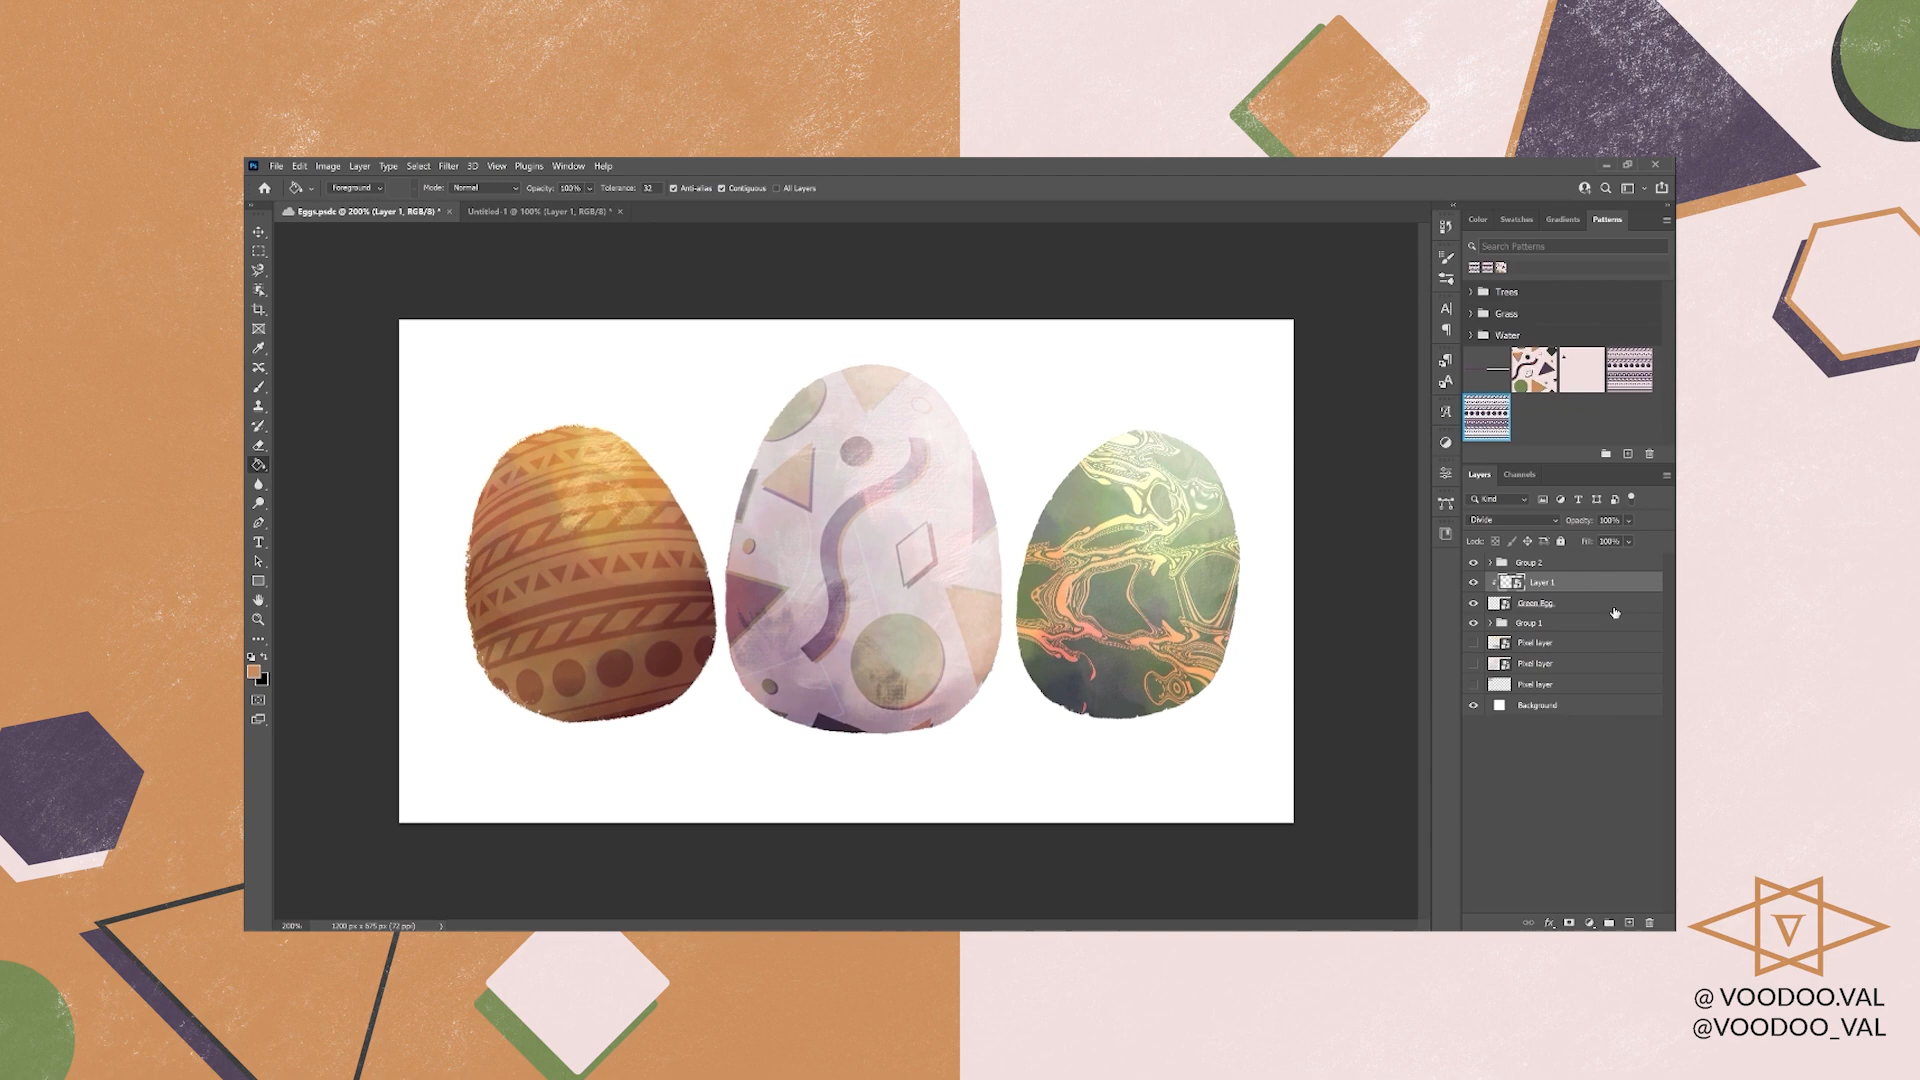 Ps File Edit Image Layer Type Select Filter 3D View Plugins Window Help
Foreground Mode: Normal Opacity: 100% Tolerance: 32 Anti-alias Contiguous All Layers
Eggs.psdc @ 200% (Layer 1, RGB/8) * × Untitled-1 @ 100% (Layer 1, RGB/8) * ×
Color Swatches Gradients Patterns
Search Patterns
Trees
Grass
Water
Layers Channels
Kind
Divide Opacity: 100%
Lock: Fill: 100%
Group 2
Layer 1
Green Egg
Group 1
Pixel layer
Pixel layer
Pixel layer
Background
200% 1200 px x 675 px (72 ppi)
fx
V
@VOODOO.VAL
@VOODOO_VAL